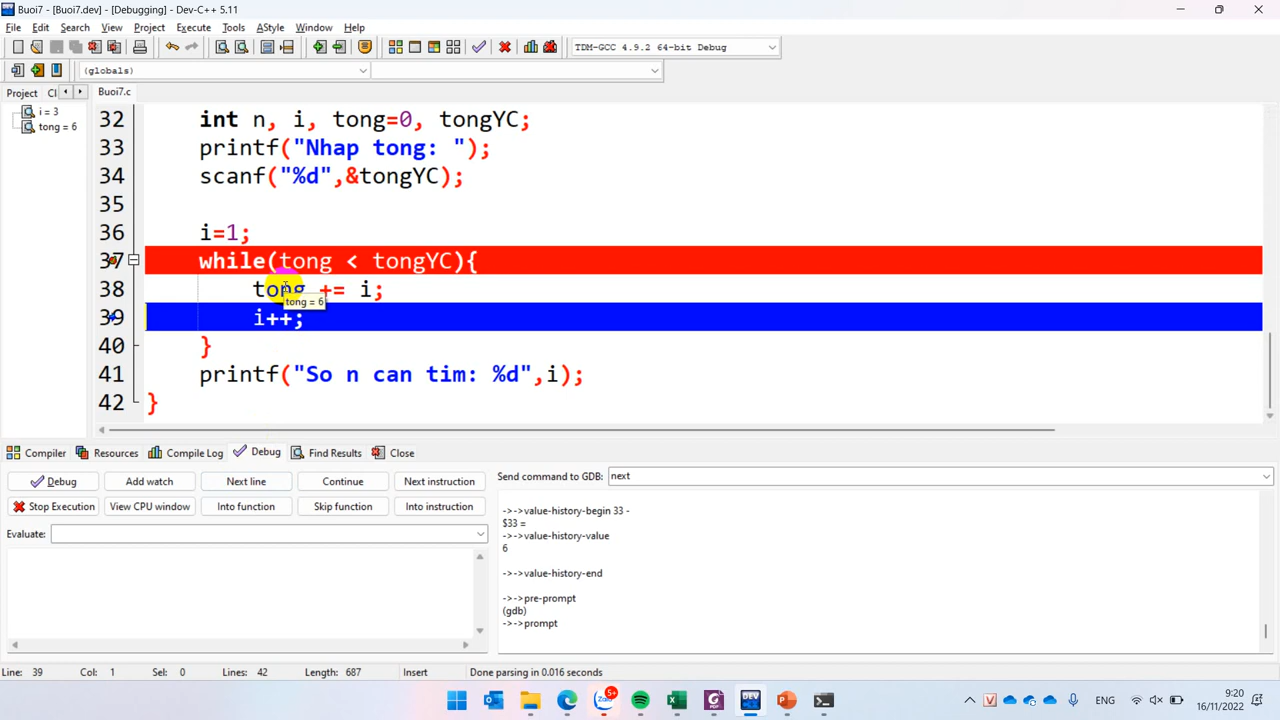 Buoi7 - [Buoi7.dev] - [Debugging] - Dev-C++ 5.11
File Edit Search View Project Execute Tools AStyle Window Help
TDM-GCC 4.9.2 64-bit Debug
(globals)
Project Cl
Buoi7.c
i = 3
tong = 6
32 int n, i, tong=0, tongYC;
33 printf("Nhap tong: ");
34 scanf("%d",&tongYC);
35
36 i=1;
37 while(tong < tongYC){
38 tong += i;
tong = 6
39 i++;
40 }
41 printf("So n can tim: %d",i);
42 }
Compiler Resources Compile Log Debug Find Results Close
Debug Add watch Next line Continue Next instruction
Send command to GDB: next
Stop Execution View CPU window Into function Skip function Into instruction
Evaluate:
->->value-history-begin 33 -
$33 =
->->value-history-value
6
->->value-history-end
->->pre-prompt
(gdb)
->->prompt
Line: 39 Col: 1 Sel: 0 Lines: 42 Length: 687 Insert Done parsing in 0.016 seconds
Zalo 5+ DEV ENG 9:20
16/11/2022